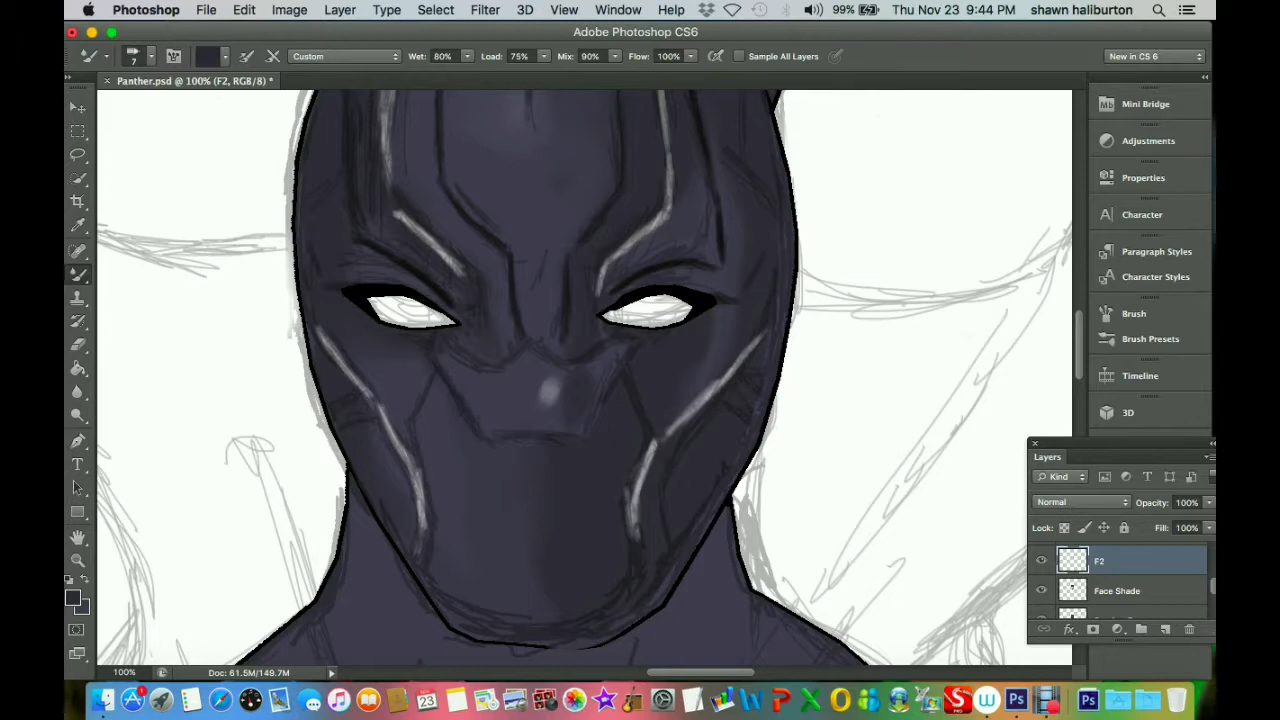 Photoshop File Edit Image Layer Type Select Filter 3D View Window Help 99% Thu Nov 23 9:44 PM shawn haliburton
Adobe Photoshop CS6
7 Custom Wet: 80% Load: 75% Mix: 90% Flow: 100% Sample All Layers New in CS 6
Panther.psd @ 100% (F2, RGB/8) *
Mb Mini Bridge
Adjustments
Properties
Character
Paragraph Styles
Character Styles
Brush
Brush Presets
Timeline
3D
Layers
Kind
Normal Opacity: 100%
Lock: Fill: 100%
F2
Face Shade
100% Doc: 61.5M/149.7M